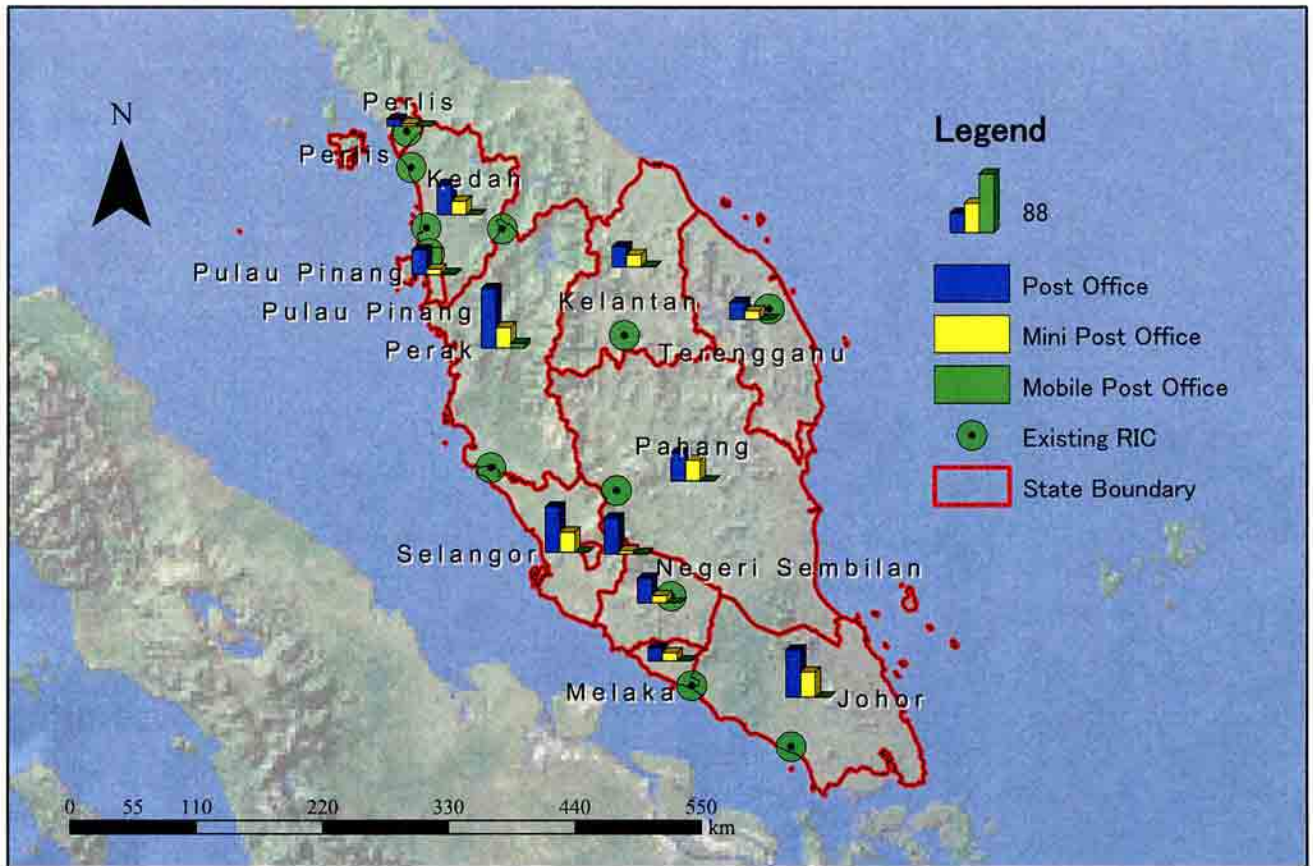 N
Perlis
Perlis
Kedah
Pulau Pinang
Pulau Pinang
Perak
Kelantan
Terengganu
Pahang
Selangor
Negeri Sembilan
Melaka
Johor
Legend
88
Post Office
Mini Post Office
Mobile Post Office
Existing RIC
State Boundary
0 55 110 220 330 440 550
km